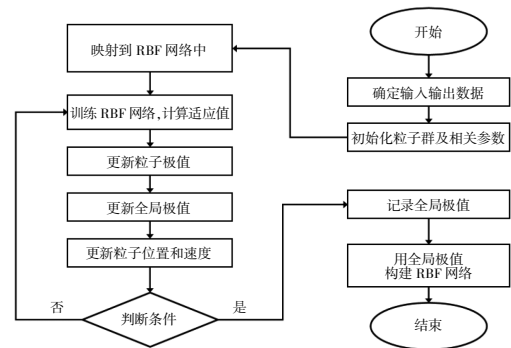 开始
确定输入输出数据
初始化粒子群及相关参数
映射到 RBF 网络中
训练 RBF 网络,计算适应值
更新粒子极值
更新全局极值
更新粒子位置和速度
判断条件
否
是
记录全局极值
用全局极值
构建 RBF 网络
结束